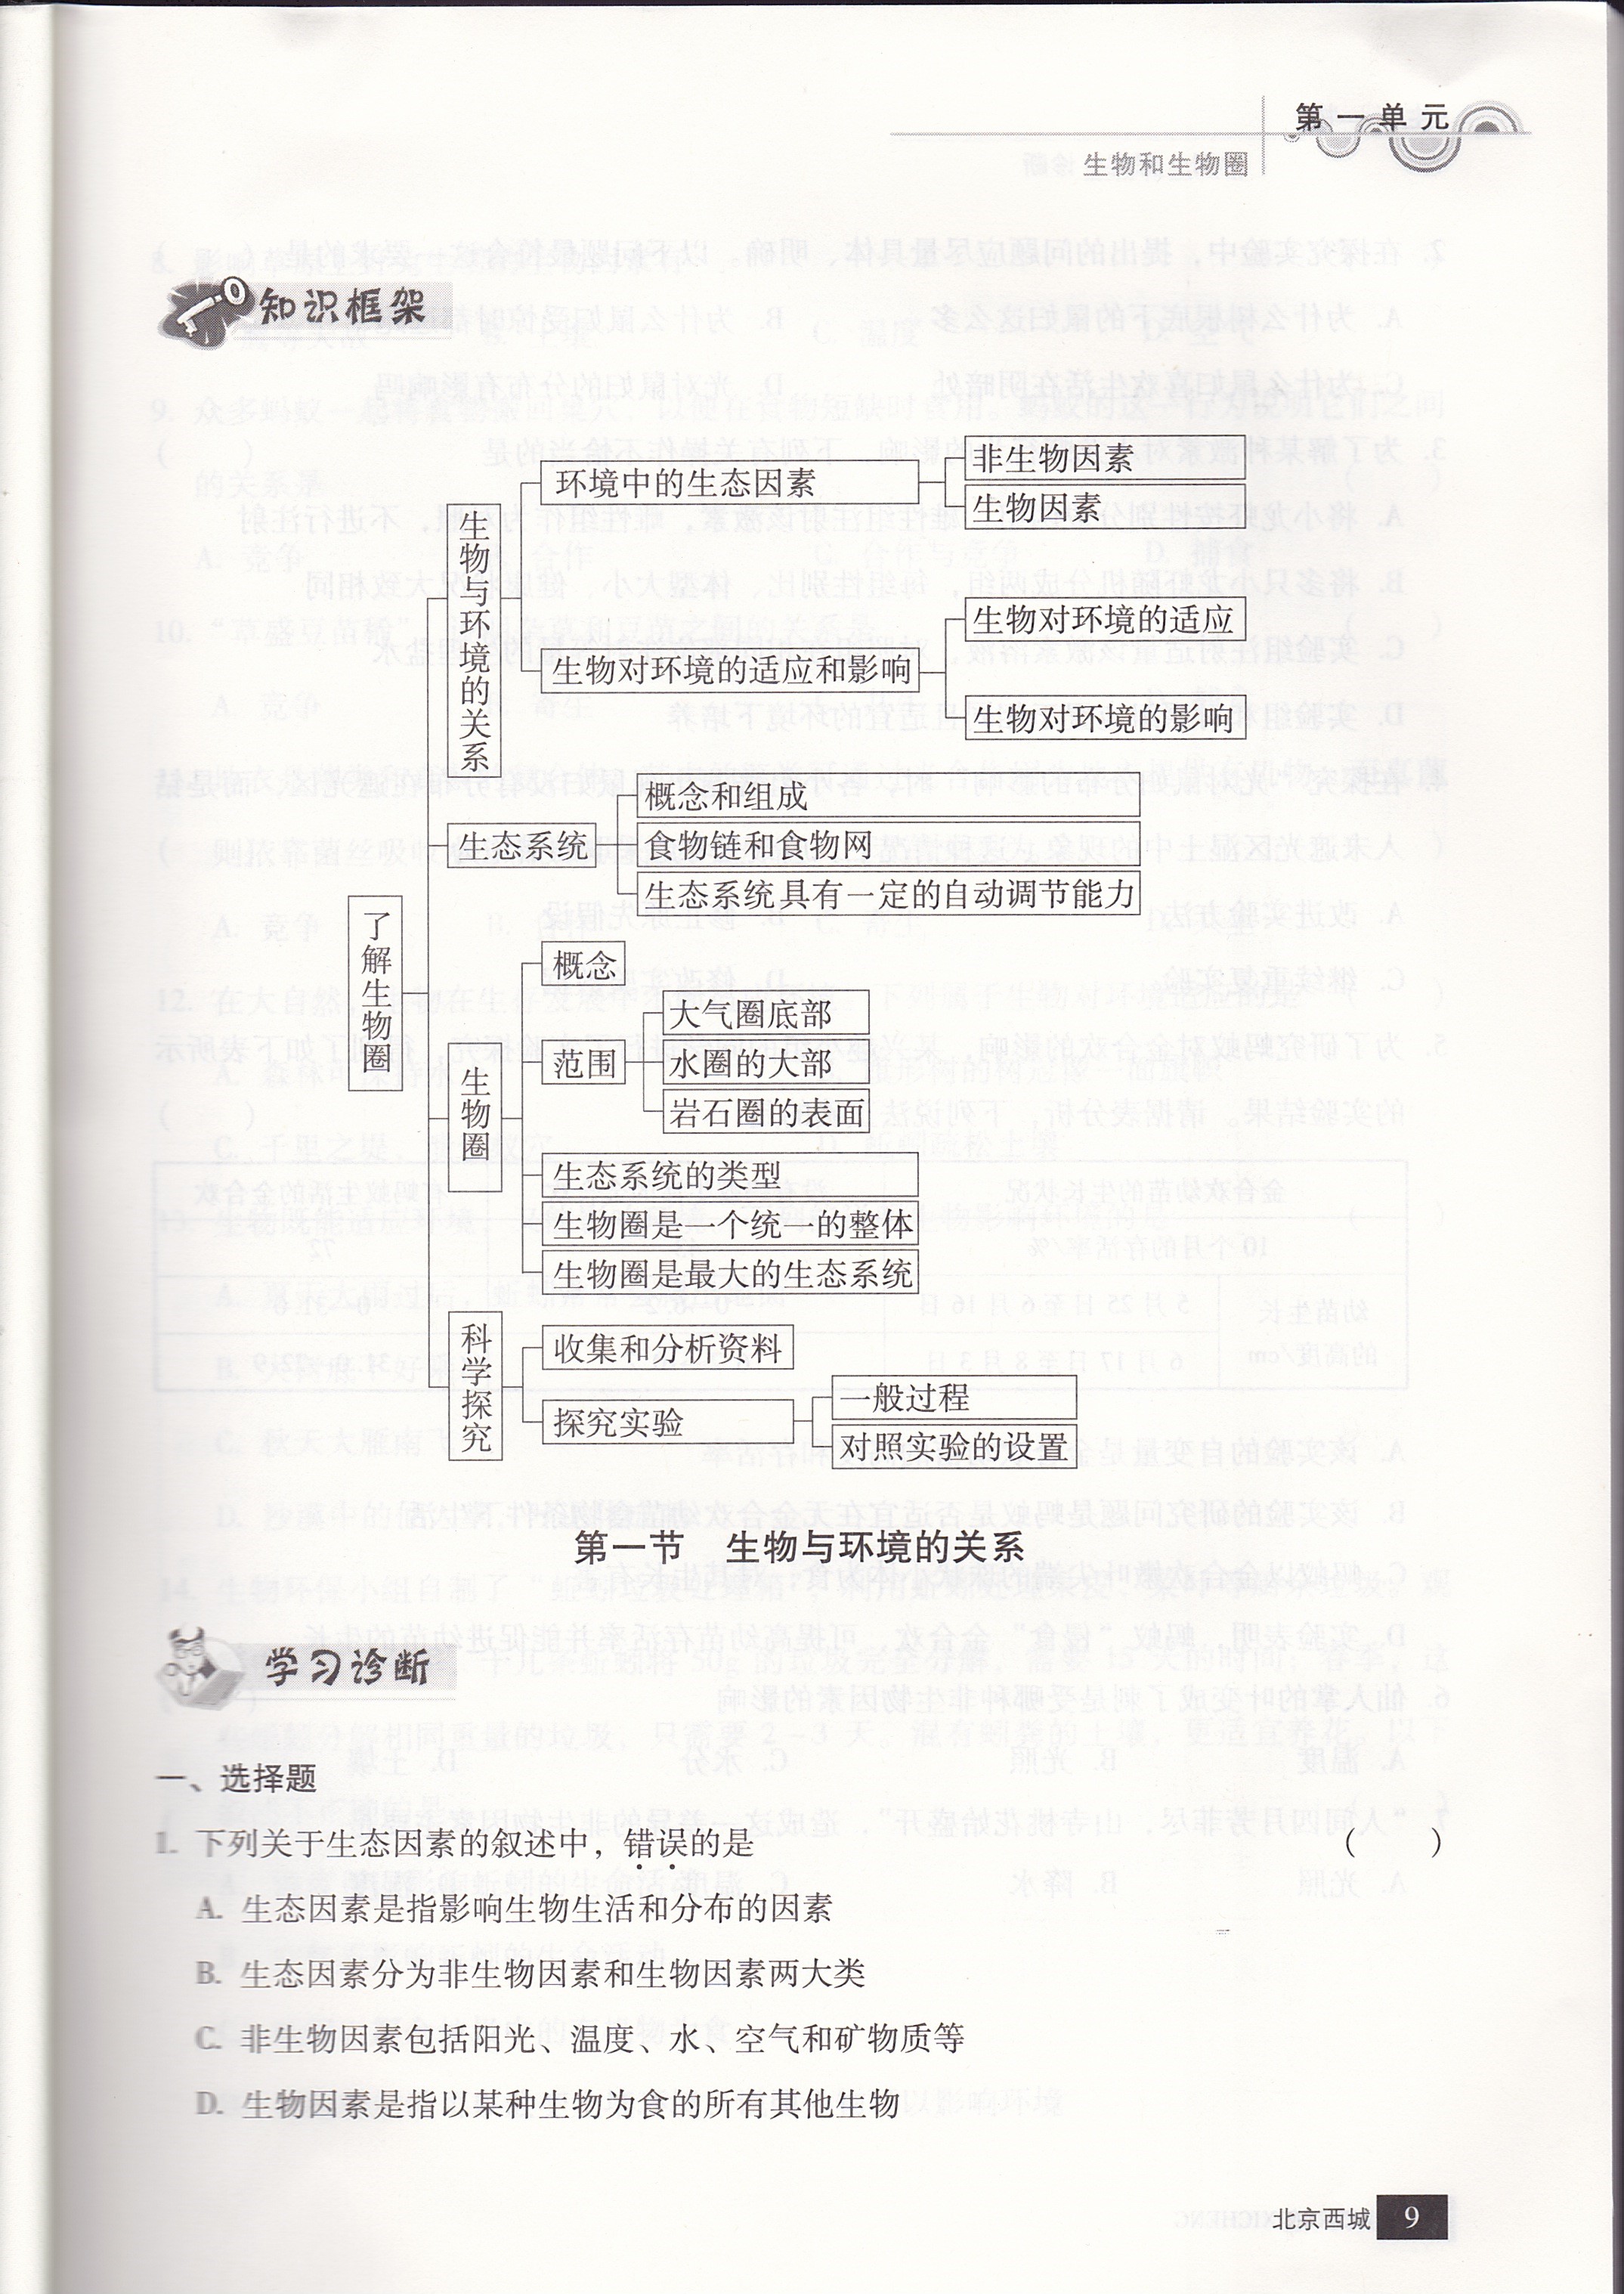 第一单元
生物和生物圈
知识框架
了解生物圈
生物与环境的关系
环境中的生态因素
非生物因素
生物因素
生物对环境的适应和影响
生物对环境的适应
生物对环境的影响
生态系统
概念和组成
食物链和食物网
生态系统具有一定的自动调节能力
生物圈
概念
范围
大气圈底部
水圈的大部
岩石圈的表面
生态系统的类型
生物圈是一个统一的整体
生物圈是最大的生态系统
科学探究
收集和分析资料
探究实验
一般过程
对照实验的设置
第一节 生物与环境的关系
学习诊断
一、选择题
1. 下列关于生态因素的叙述中，错误的是 （ ）
A. 生态因素是指影响生物生活和分布的因素
B. 生态因素分为非生物因素和生物因素两大类
C. 非生物因素包括阳光、温度、水、空气和矿物质等
D. 生物因素是指以某种生物为食的所有其他生物
北京西城 9